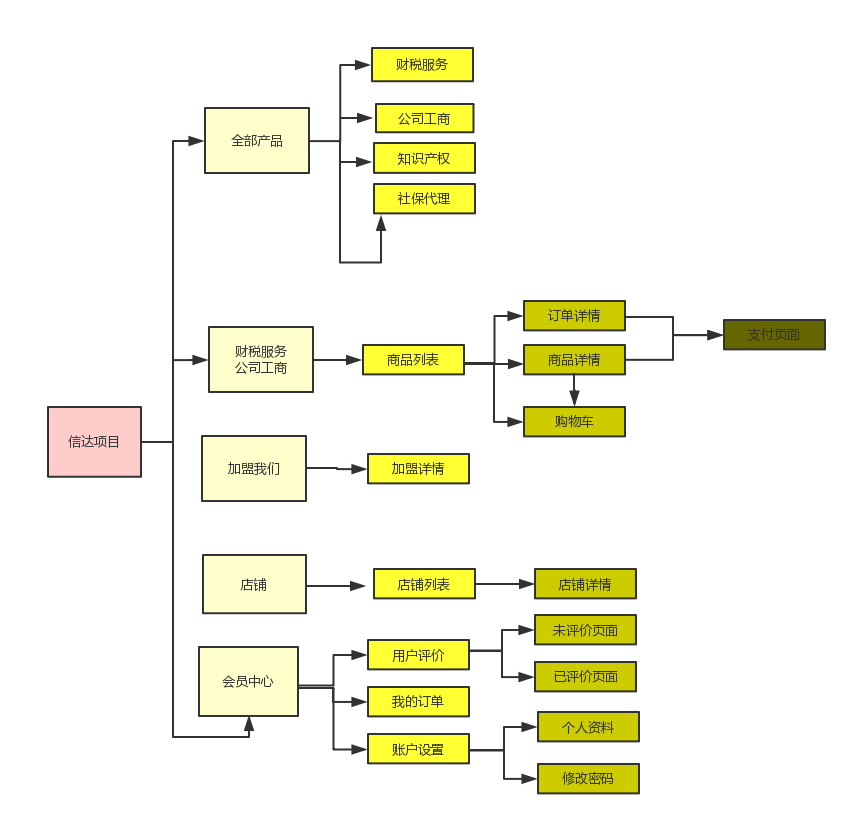 信达项目
全部产品
财税服务
公司工商
知识产权
社保代理
财税服务
公司工商
商品列表
订单详情
商品详情
购物车
支付页面
加盟我们
加盟详情
店铺
店铺列表
店铺详情
会员中心
用户评价
未评价页面
已评价页面
我的订单
账户设置
个人资料
修改密码